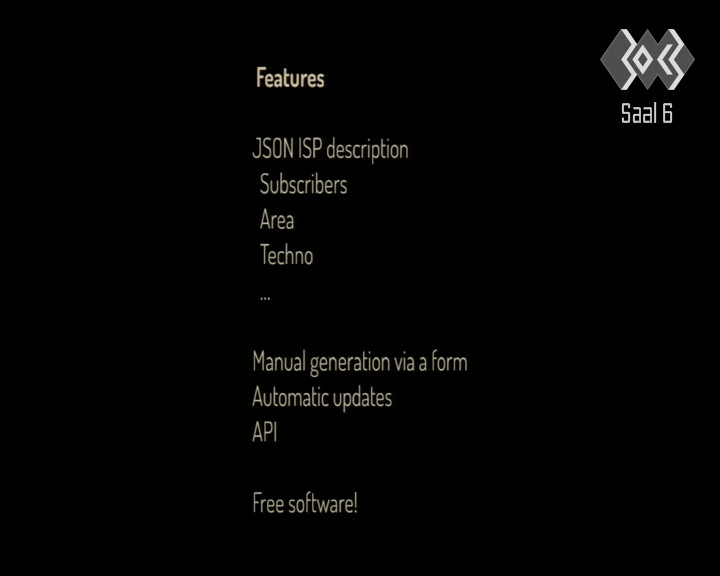 Features
Saal 6
JSON ISP description
Subscribers
Area
Techno
...
Manual generation via a form
Automatic updates
API
Free software!